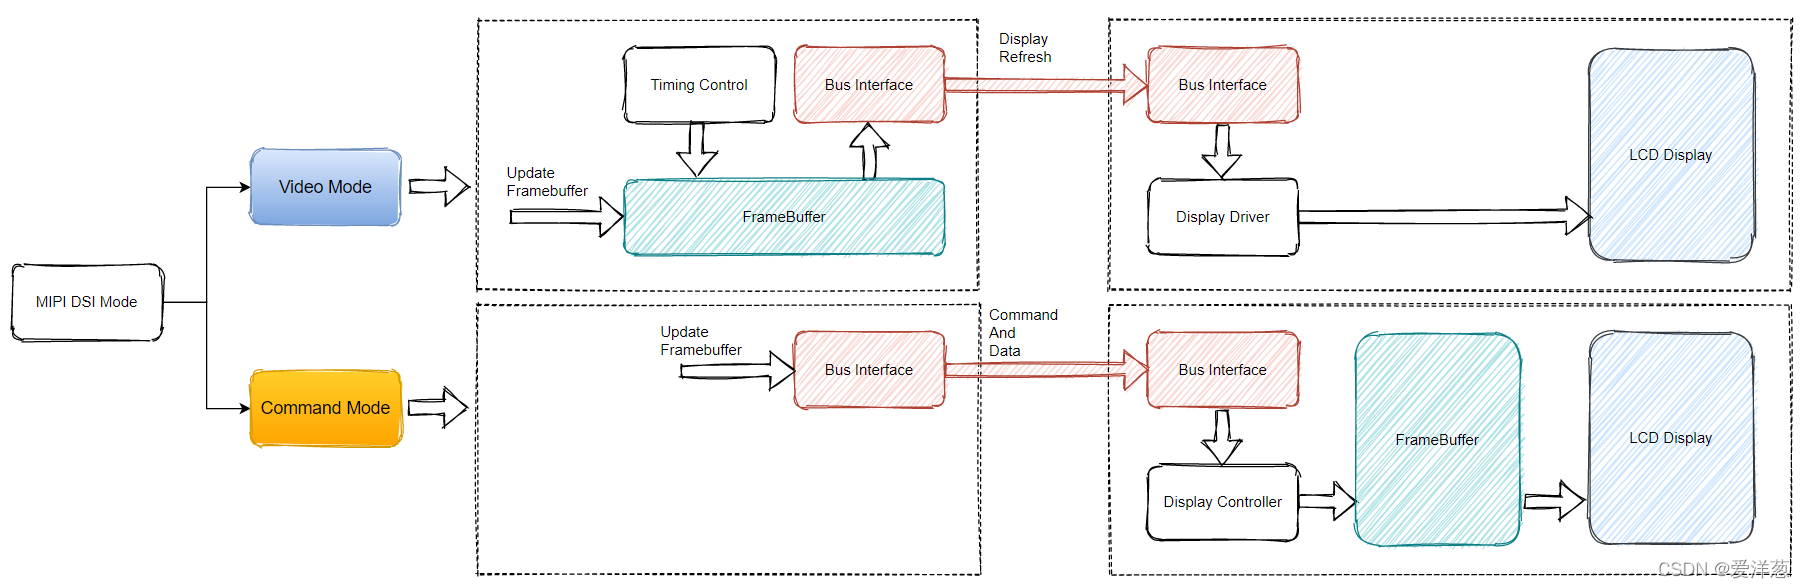 MIPI DSI Mode
Video Mode
Update
Framebuffer
Timing Control
Bus Interface
FrameBuffer
Display
Refresh
Bus Interface
Display Driver
LCD Display
Command Mode
Update
Framebuffer
Bus Interface
Command
And
Data
Bus Interface
Display Controller
FrameBuffer
LCD Display
CSDN @爱洋葱